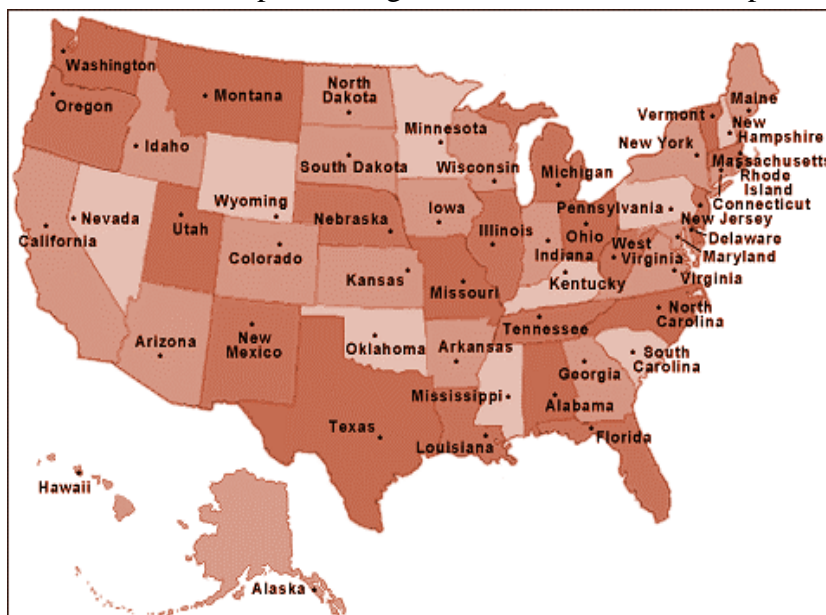 Washington
Oregon
Montana
Idaho
North
Dakota
South Dakota
Minnesota
Wisconsin
Michigan
Vermont
Maine
New
Hampshire
New York
Massachusetts
Rhode
Island
Connecticut
Wyoming
Nebraska
Iowa
Nevada
Utah
California
Colorado
Kansas
Illinois
Indiana
Ohio
Pennsylvania
New Jersey
Delaware
Maryland
West
Virginia
Virginia
Missouri
Kentucky
Arizona
New
Mexico
Oklahoma
Arkansas
Tennessee
North
Carolina
South
Carolina
Mississippi
Georgia
Alabama
Texas
Louisiana
Florida
Hawaii
Alaska